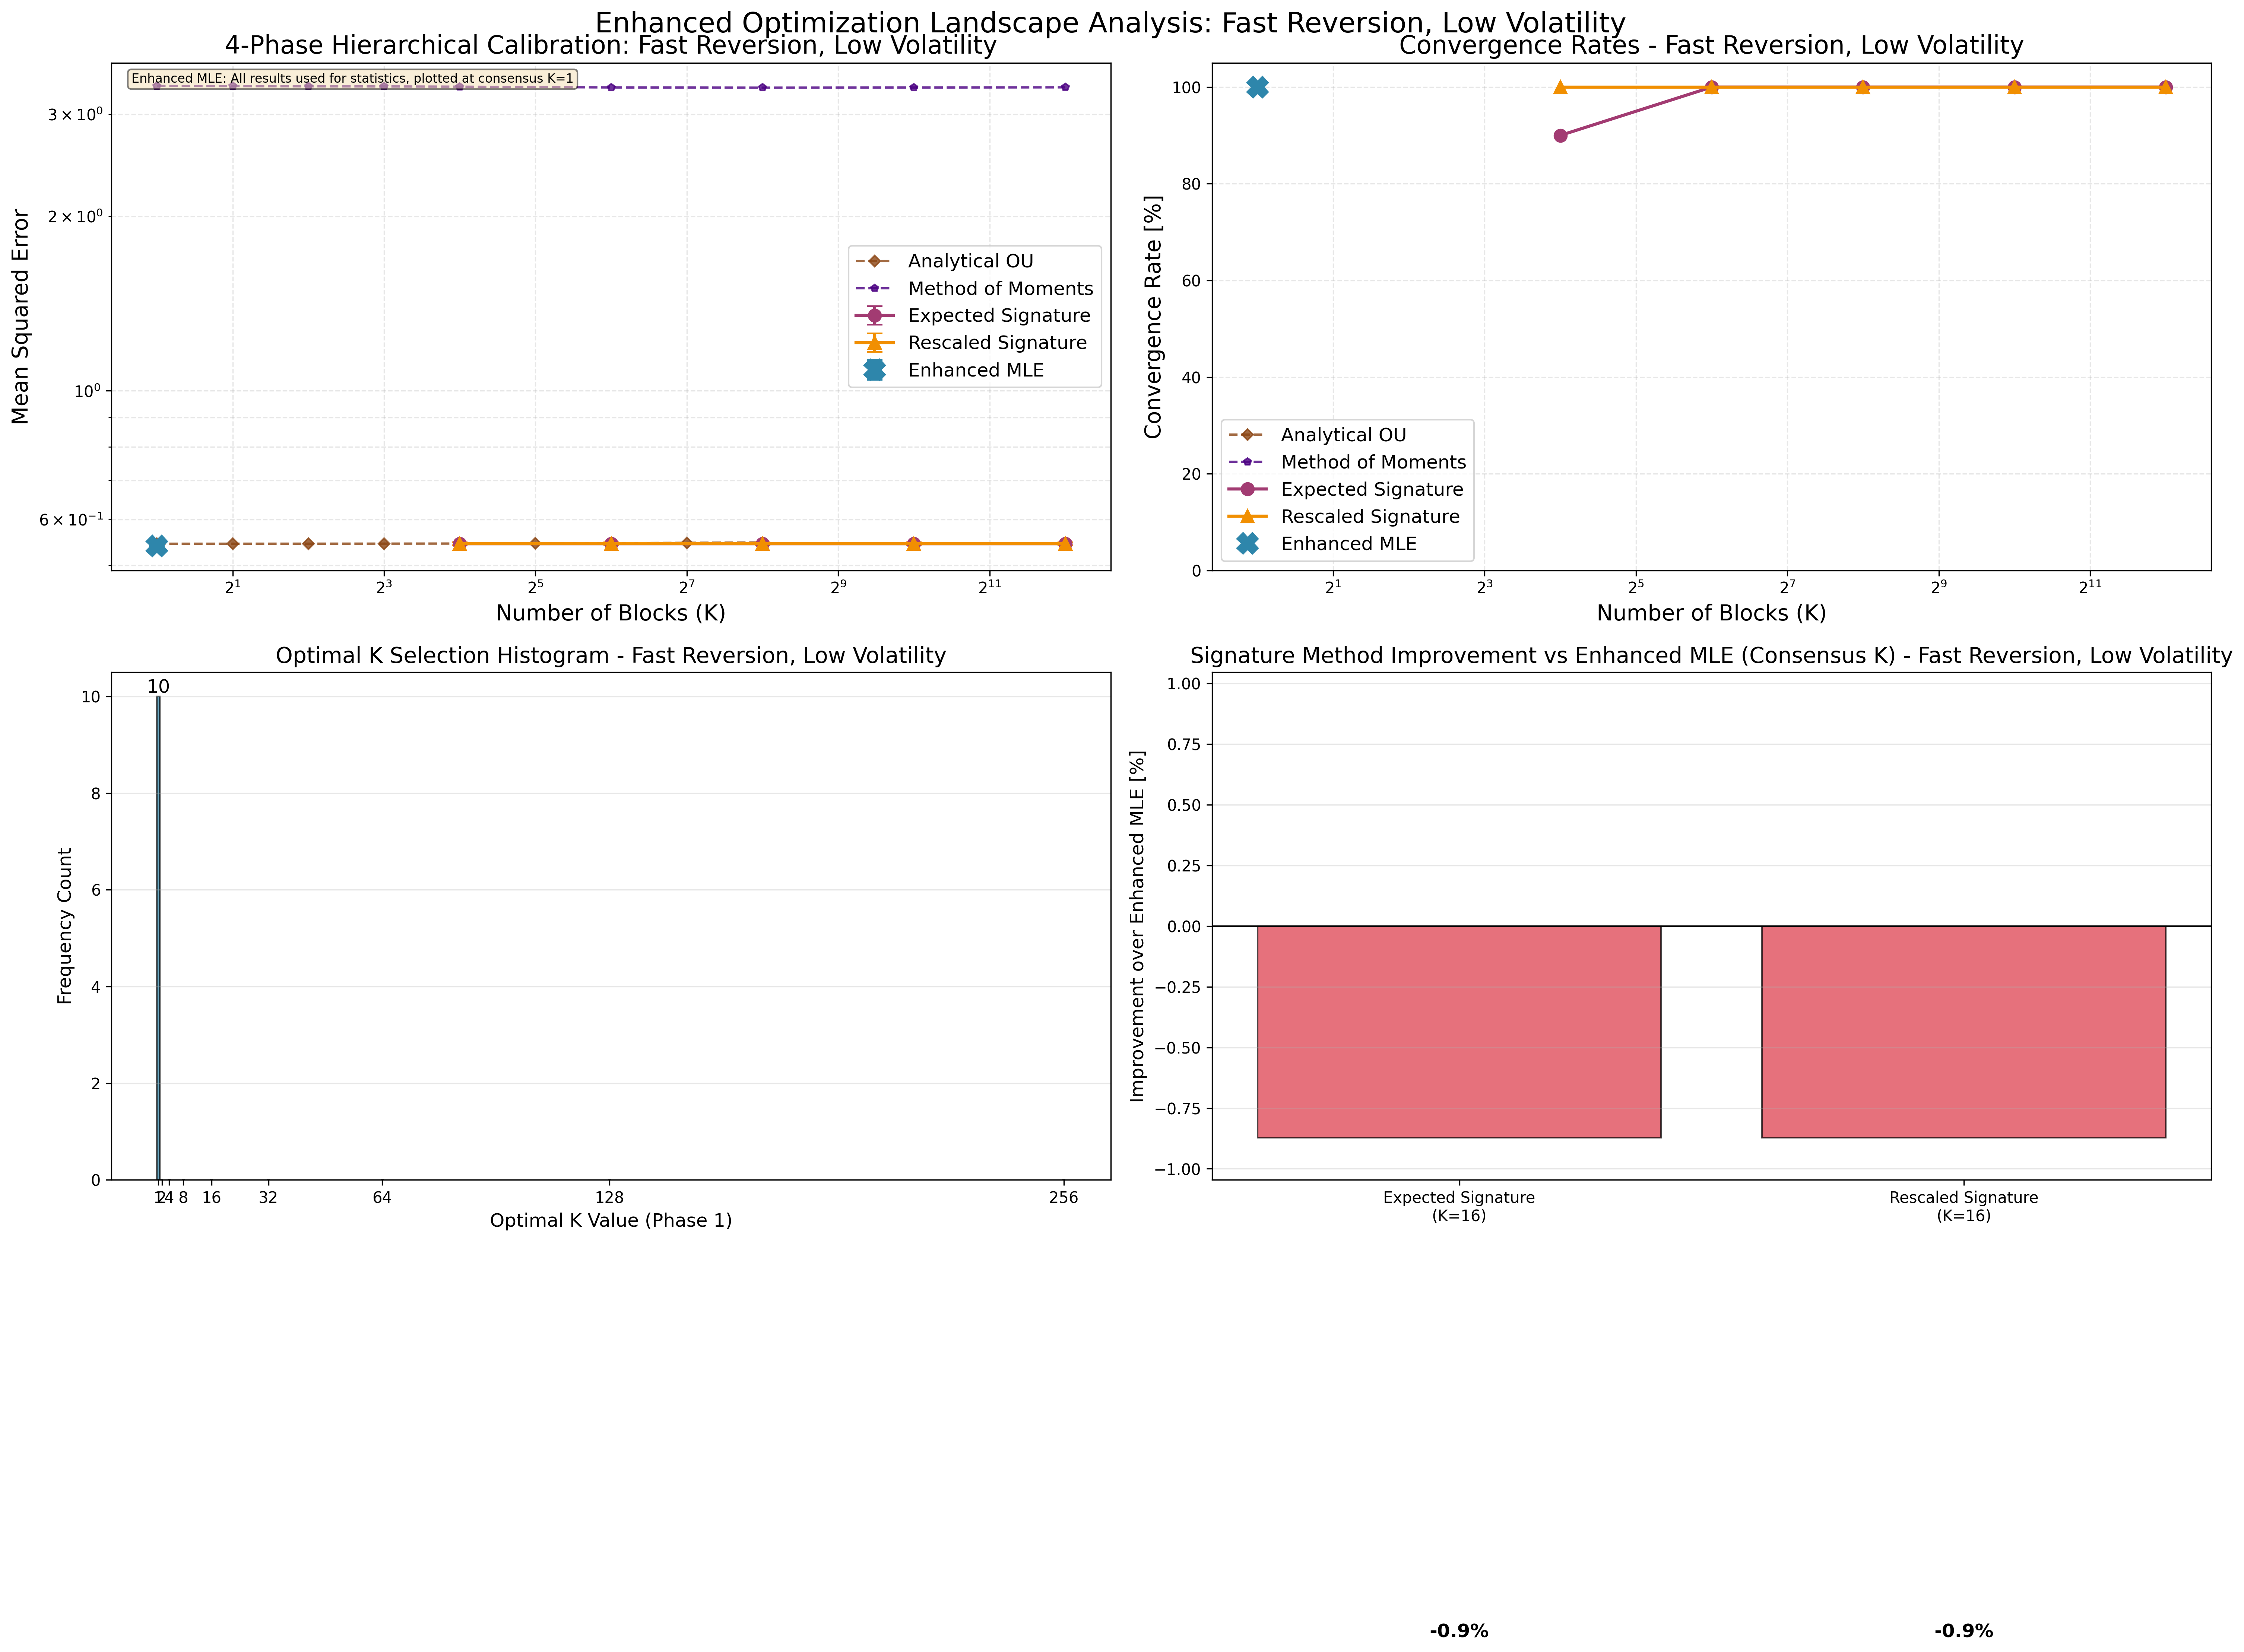 Enhanced Optimization Landscape Analysis: Fast Reversion, Low Volatility
4-Phase Hierarchical Calibration: Fast Reversion, Low Volatility
Enhanced MLE: All results used for statistics, plotted at consensus K=1
Mean Squared Error
3 × 10⁰
2 × 10⁰
10⁰
6 × 10⁻¹
Analytical OU
Method of Moments
Expected Signature
Rescaled Signature
Enhanced MLE
2¹ 2³ 2⁵ 2⁷ 2⁹ 2¹¹
Number of Blocks (K)
Convergence Rates - Fast Reversion, Low Volatility
Convergence Rate [%]
100
80
60
40
20
0
Analytical OU
Method of Moments
Expected Signature
Rescaled Signature
Enhanced MLE
2¹ 2³ 2⁵ 2⁷ 2⁹ 2¹¹
Number of Blocks (K)
Optimal K Selection Histogram - Fast Reversion, Low Volatility
Frequency Count
10
8
6
4
2
0
10
1 2 4 8 16 32 64 128 256
Optimal K Value (Phase 1)
Signature Method Improvement vs Enhanced MLE (Consensus K) - Fast Reversion, Low Volatility
Improvement over Enhanced MLE [%]
1.00
0.75
0.50
0.25
0.00
−0.25
−0.50
−0.75
−1.00
Expected Signature
(K=16)
Rescaled Signature
(K=16)
-0.9% -0.9%